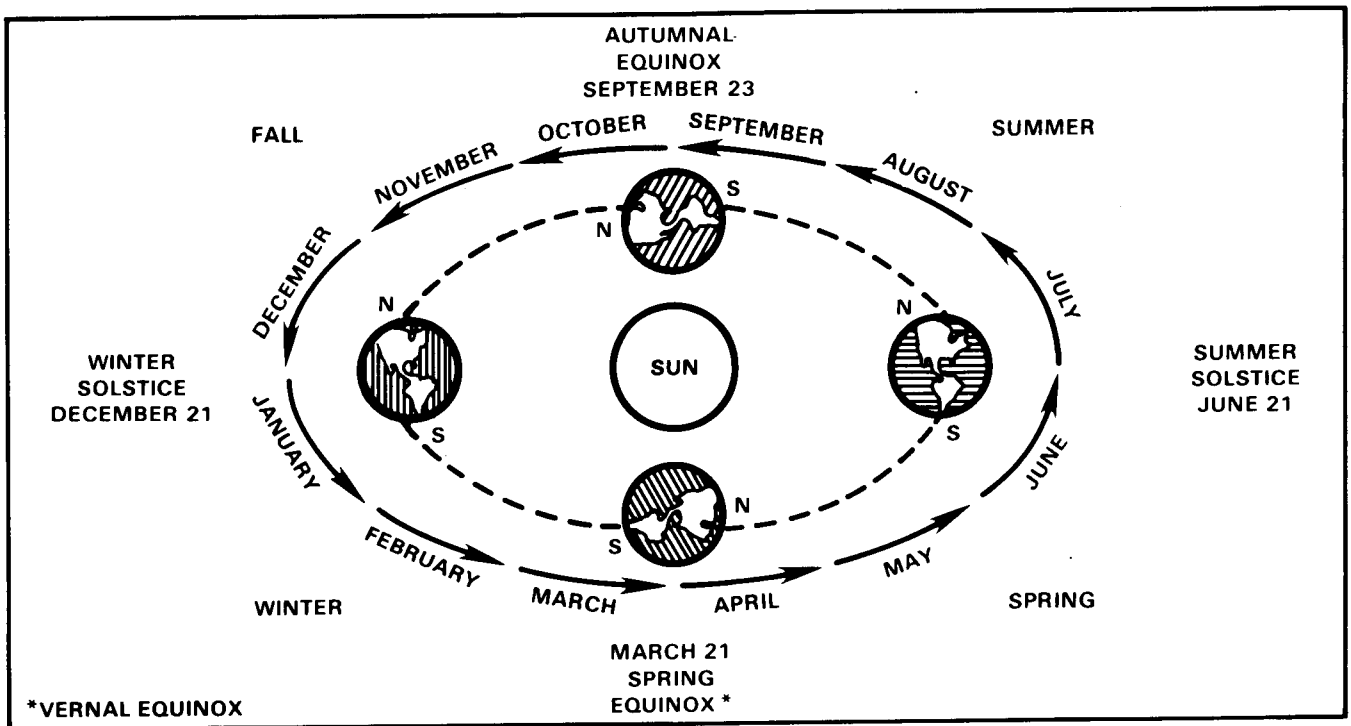 AUTUMNAL
EQUINOX
SEPTEMBER 23
FALL
OCTOBER
SEPTEMBER
SUMMER
NOVEMBER
AUGUST
S
N
DECEMBER
JULY
N
N
SUN
WINTER
SOLSTICE
DECEMBER 21
SUMMER
SOLSTICE
JUNE 21
JANUARY
S
S
JUNE
N
S
FEBRUARY
MAY
MARCH
APRIL
WINTER
SPRING
MARCH 21
SPRING
EQUINOX *
*VERNAL EQUINOX